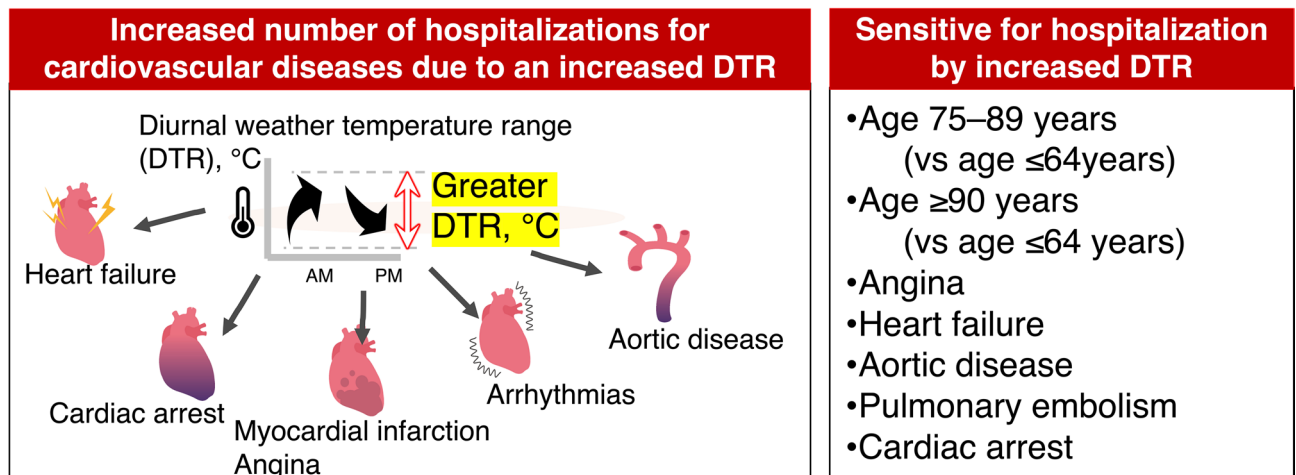 Increased number of hospitalizations for
cardiovascular diseases due to an increased DTR
Diurnal weather temperature range
(DTR), °C
Greater
DTR, °C
AM PM
Heart failure
Cardiac arrest
Myocardial infarction
Angina
Arrhythmias
Aortic disease
Sensitive for hospitalization
by increased DTR
•Age 75–89 years
(vs age ≤64years)
•Age ≥90 years
(vs age ≤64 years)
•Angina
•Heart failure
•Aortic disease
•Pulmonary embolism
•Cardiac arrest